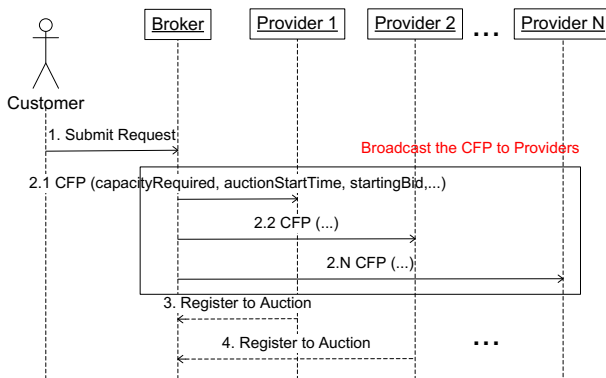 Broker
Provider 1
Provider 2
...
Provider N
Customer
1. Submit Request
Broadcast the CFP to Providers
2.1 CFP (capacityRequired, auctionStartTime, startingBid,...)
2.2 CFP (...)
2.N CFP (...)
3. Register to Auction
4. Register to Auction
...